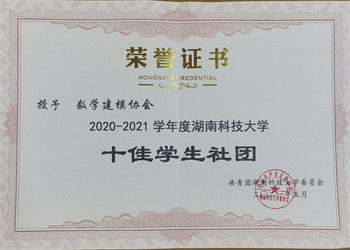 荣誉证书
HONORARY CREDENTIAL
授予 数学建模协会
2020-2021 学年度湖南科技大学
十佳学生社团
共青团湖南科技大学委员会
年五月